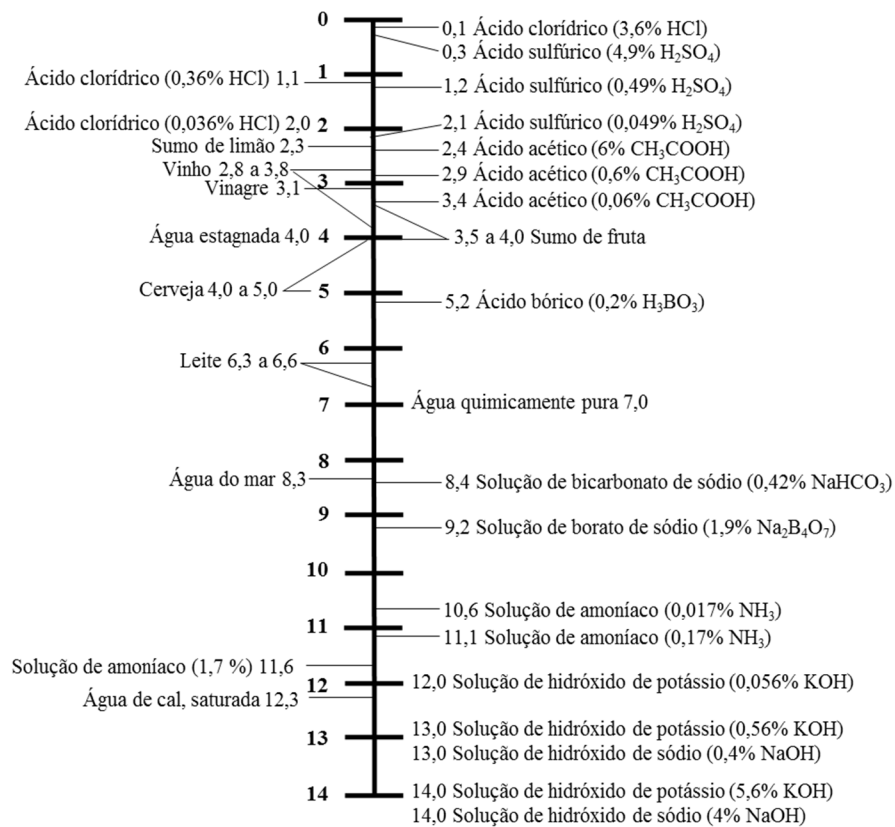 0
0,1 Ácido clorídrico (3,6% HCl)
0,3 Ácido sulfúrico (4,9% H₂SO₄)
1
Ácido clorídrico (0,36% HCl) 1,1
1,2 Ácido sulfúrico (0,49% H₂SO₄)
Ácido clorídrico (0,036% HCl) 2,0
2
2,1 Ácido sulfúrico (0,049% H₂SO₄)
Sumo de limão 2,3
2,4 Ácido acético (6% CH₃COOH)
Vinho 2,8 a 3,8
2,9 Ácido acético (0,6% CH₃COOH)
3
Vinagre 3,1
3,4 Ácido acético (0,06% CH₃COOH)
Água estagnada 4,0
4
3,5 a 4,0 Sumo de fruta
Cerveja 4,0 a 5,0
5
5,2 Ácido bórico (0,2% H₃BO₃)
6
Leite 6,3 a 6,6
7
Água quimicamente pura 7,0
8
Água do mar 8,3
8,4 Solução de bicarbonato de sódio (0,42% NaHCO₃)
9
9,2 Solução de borato de sódio (1,9% Na₂B₄O₇)
10
10,6 Solução de amoníaco (0,017% NH₃)
11
11,1 Solução de amoníaco (0,17% NH₃)
Solução de amoníaco (1,7 %) 11,6
12
12,0 Solução de hidróxido de potássio (0,056% KOH)
Água de cal, saturada 12,3
13
13,0 Solução de hidróxido de potássio (0,56% KOH)
13,0 Solução de hidróxido de sódio (0,4% NaOH)
14
14,0 Solução de hidróxido de potássio (5,6% KOH)
14,0 Solução de hidróxido de sódio (4% NaOH)